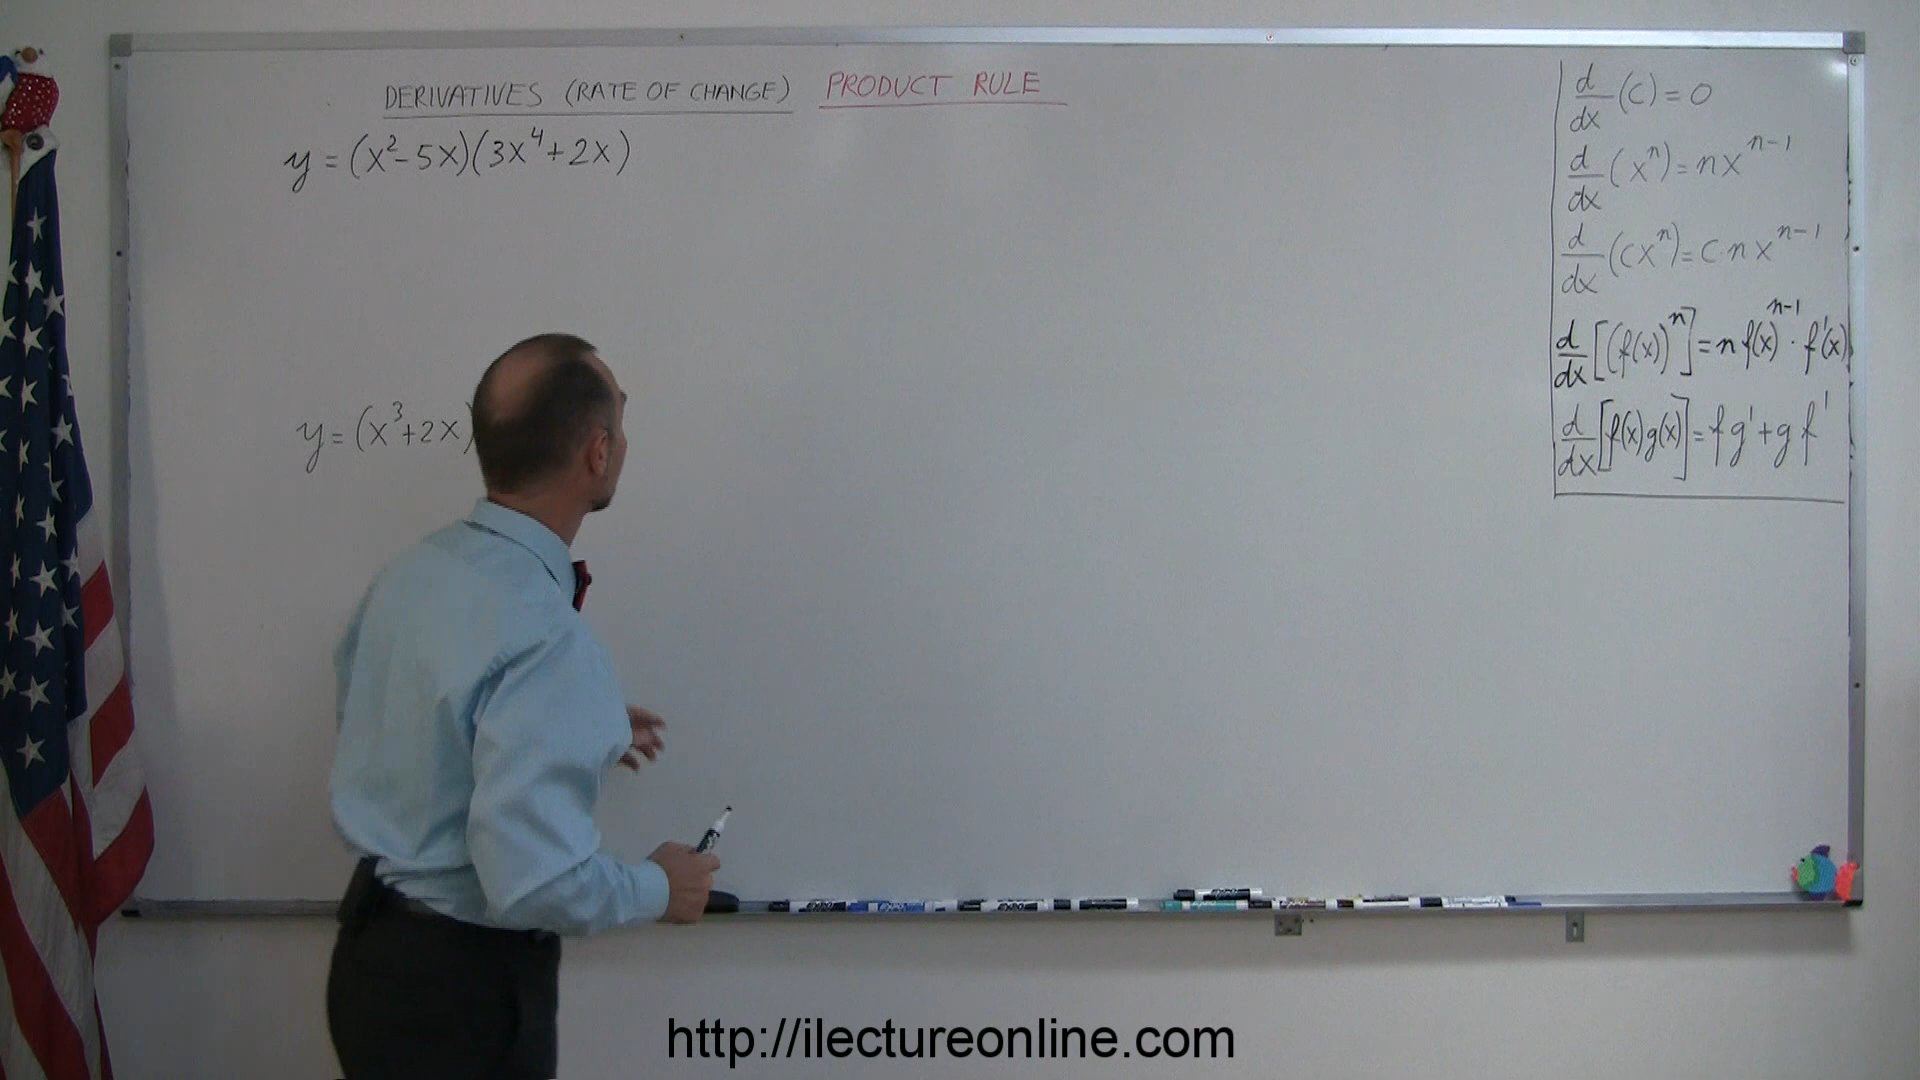 DERIVATIVES (RATE OF CHANGE) PRODUCT RULE
y = (x²-5x)(3x⁴+2x)
y = (x³+2x)
d/dx (c) = 0
d/dx (xⁿ) = nxⁿ⁻¹
d/dx (cxⁿ) = c·nxⁿ⁻¹
d/dx [(f(x))ⁿ] = n f(x)ⁿ⁻¹ · f'(x)
d/dx [f(x)g(x)] = fg' + gf'
EXPO
http://ilectureonline.com